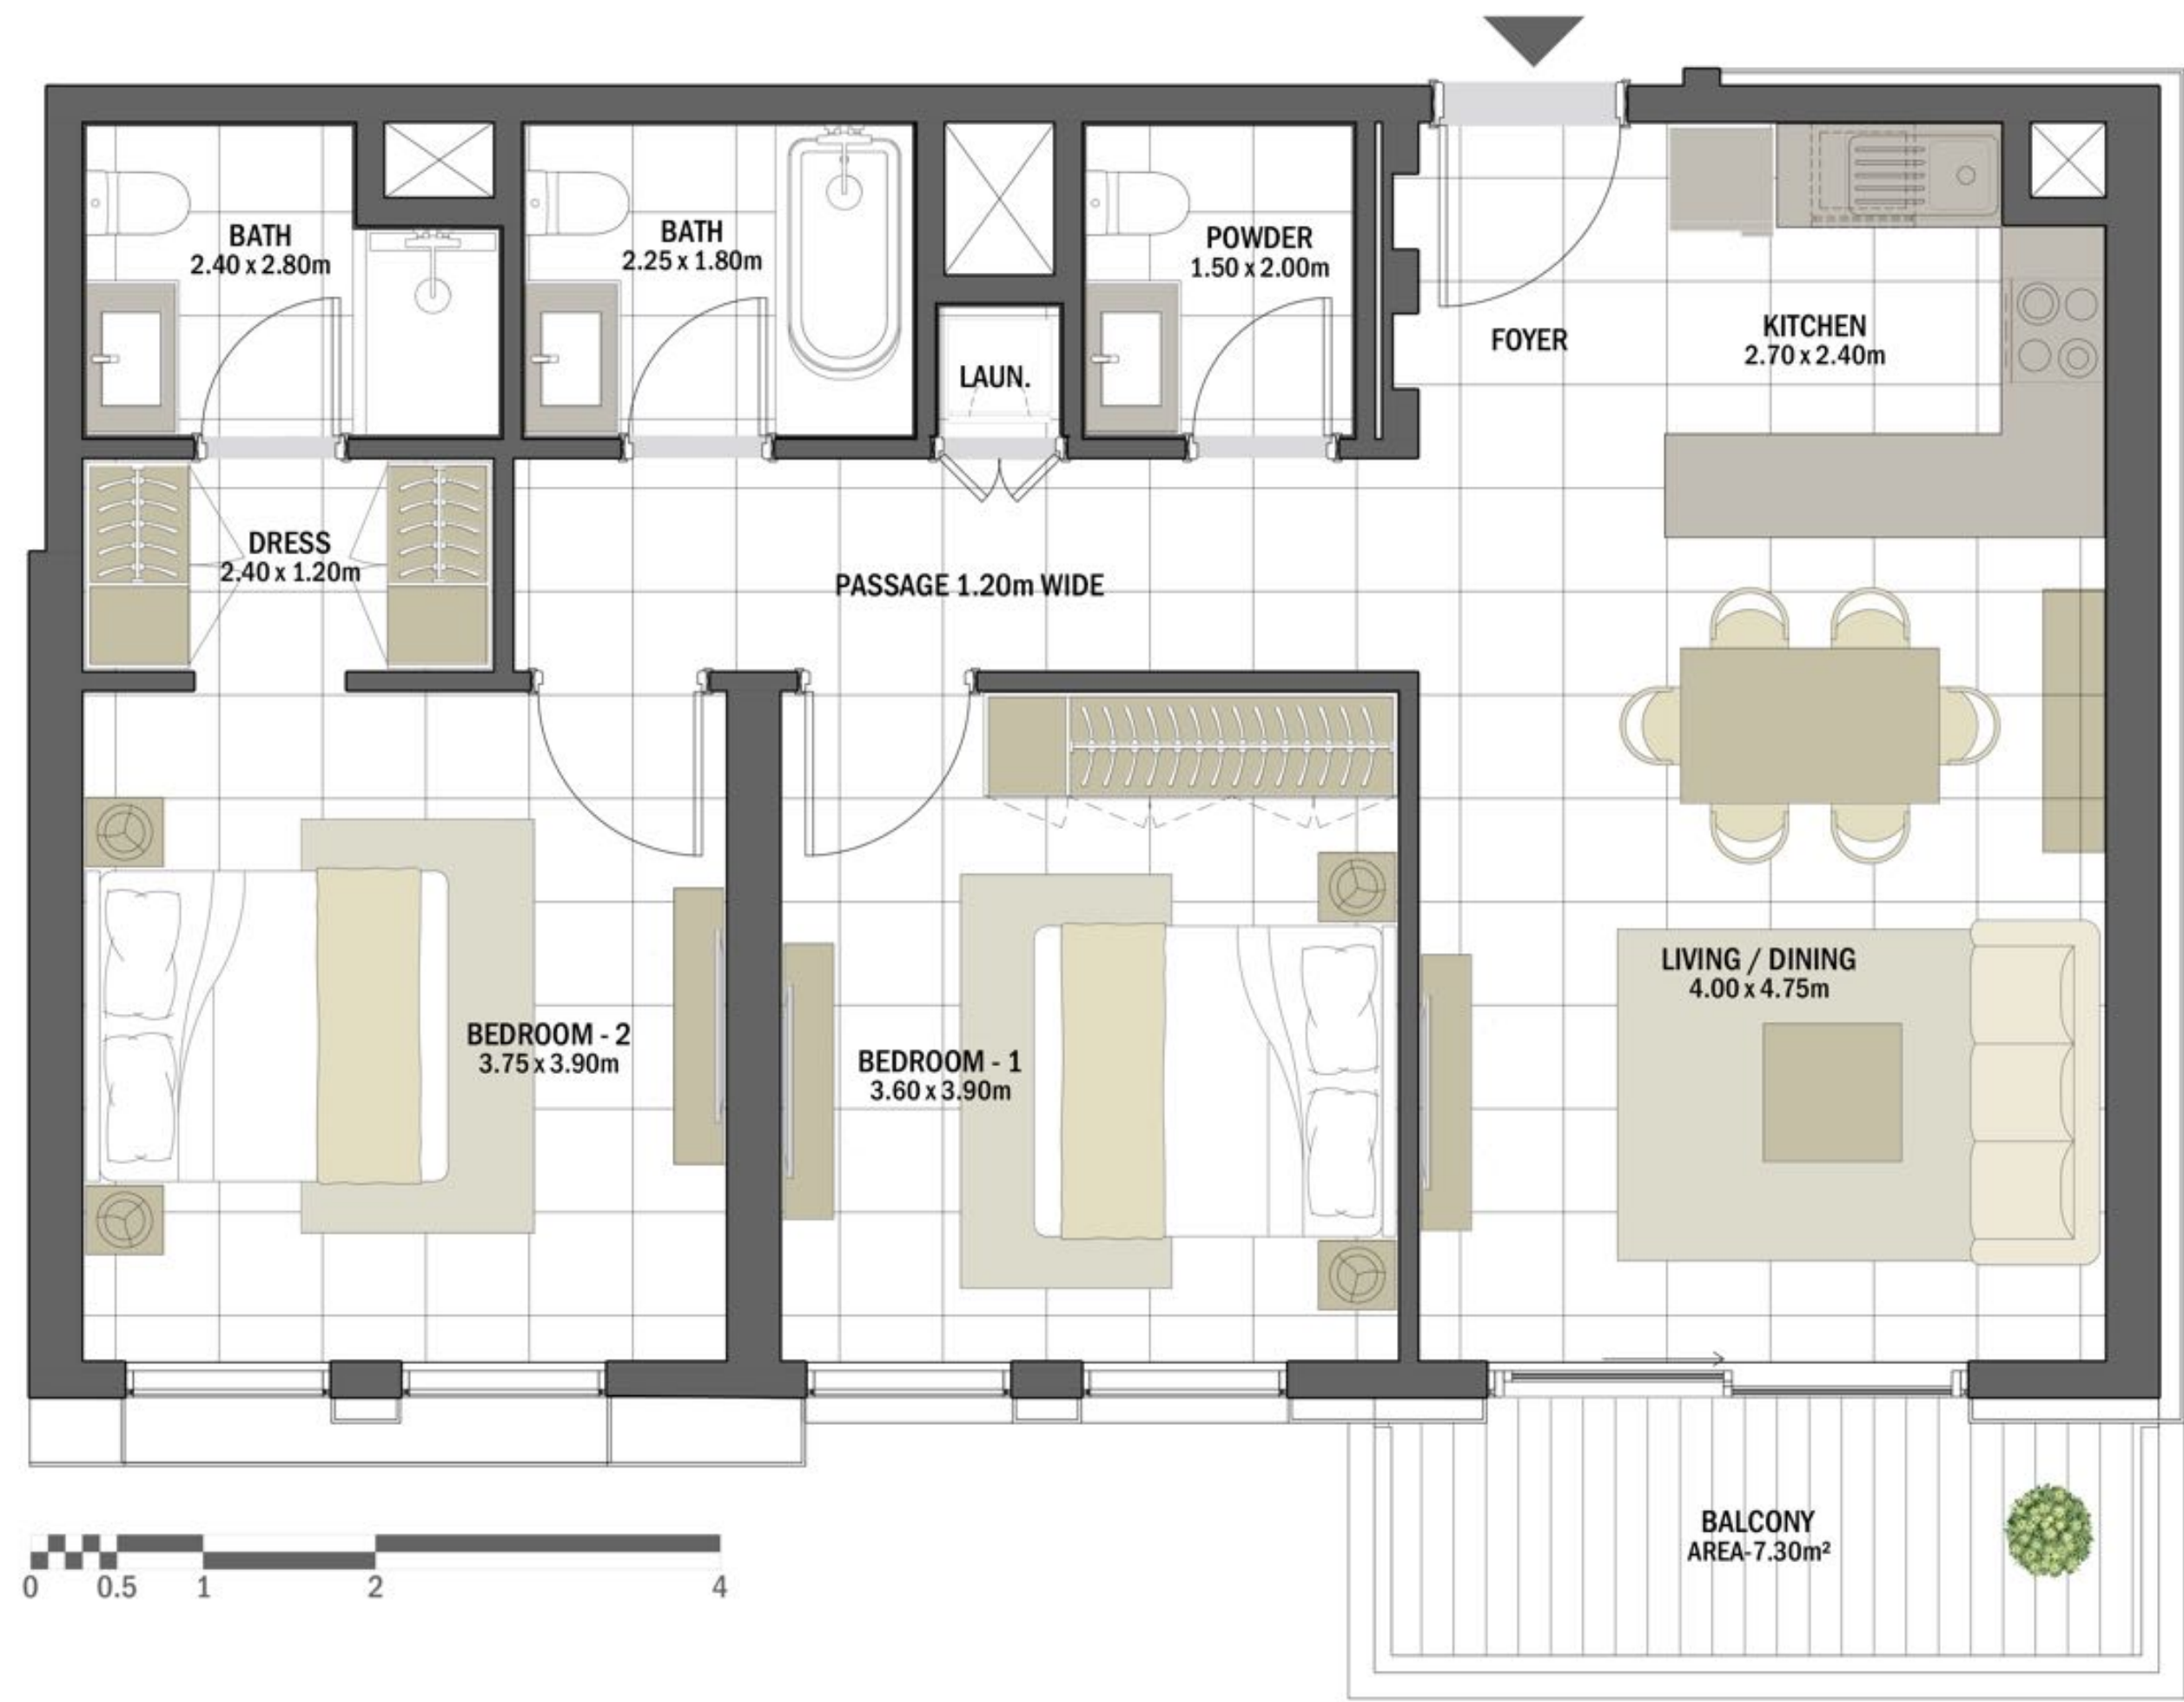 BATH
2.40 x 2.80m
BATH
2.25 x 1.80m
POWDER
1.50 x 2.00m
FOYER
KITCHEN
2.70 x 2.40m
LAUN.
DRESS
2.40 x 1.20m
PASSAGE 1.20m WIDE
LIVING / DINING
4.00 x 4.75m
BEDROOM - 2
3.75 x 3.90m
BEDROOM - 1
3.60 x 3.90m
BALCONY
AREA-7.30m²
0 0.5 1 2 4